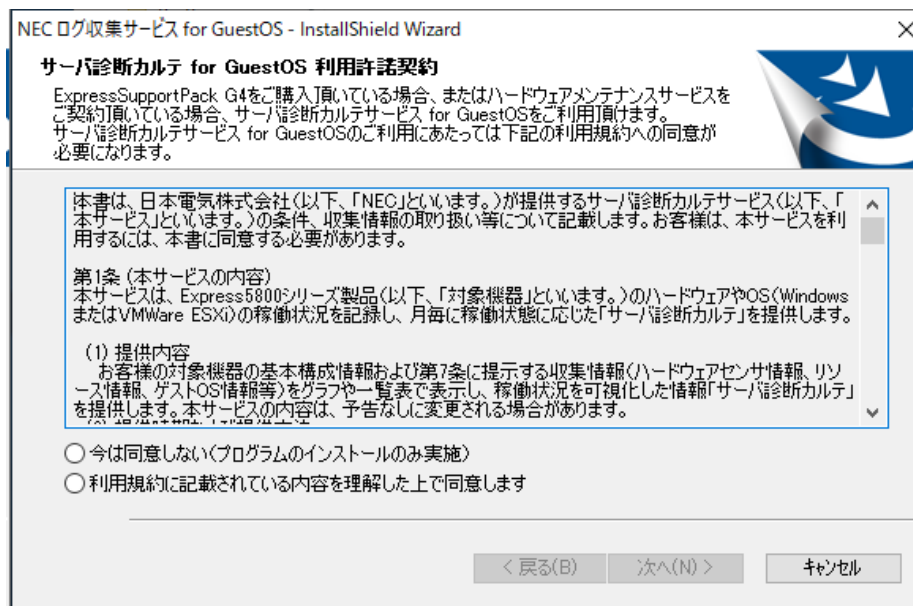 NEC ログ収集サービス for GuestOS - InstallShield Wizard
サーバ診断カルテ for GuestOS 利用許諾契約
ExpressSupportPack G4をご購入頂いている場合、またはハードウェアメンテナンスサービスを
ご契約頂いている場合、サーバ診断カルテサービス for GuestOSをご利用頂けます。
サーバ診断カルテサービス for GuestOSのご利用にあたっては下記の利用規約への同意が
必要になります。
本書は、日本電気株式会社(以下、「NEC」といいます。)が提供するサーバ診断カルテサービス(以下、「
本サービス」といいます。)の条件、収集情報の取り扱い等について記載します。お客様は、本サービスを利
用するには、本書に同意する必要があります。
第1条 (本サービスの内容)
本サービスは、Express5800シリーズ製品(以下、「対象機器」といいます。)のハードウェアやOS(Windows
またはVMWare ESXi)の稼働状況を記録し、月毎に稼働状態に応じた「サーバ診断カルテ」を提供します。
(1) 提供内容
お客様の対象機器の基本構成情報および第7条に提示する収集情報(ハードウェアセンサ情報、リソ
ース情報、ゲストOS情報等)をグラフや一覧表で表示し、稼働状況を可視化した情報「サーバ診断カルテ」
を提供します。本サービスの内容は、予告なしに変更される場合があります。
今は同意しない(プログラムのインストールのみ実施)
利用規約に記載されている内容を理解した上で同意します
< 戻る(B) 次へ(N) > キャンセル